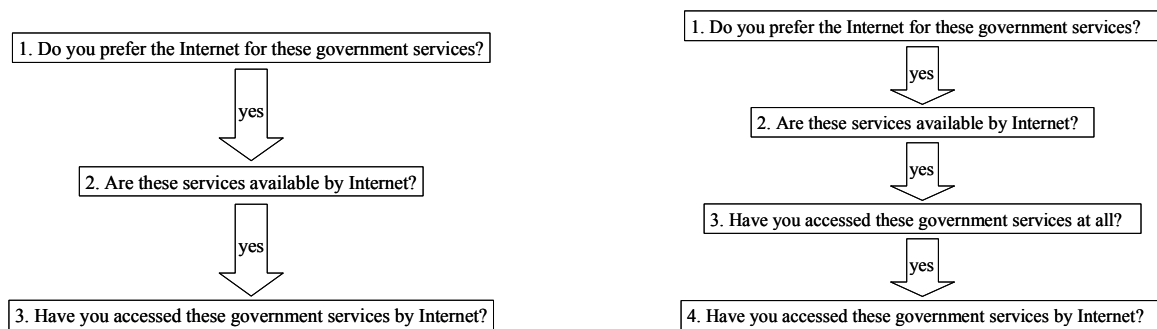 1. Do you prefer the Internet for these government services?
yes
2. Are these services available by Internet?
yes
3. Have you accessed these government services by Internet?
1. Do you prefer the Internet for these government services?
yes
2. Are these services available by Internet?
yes
3. Have you accessed these government services at all?
yes
4. Have you accessed these government services by Internet?